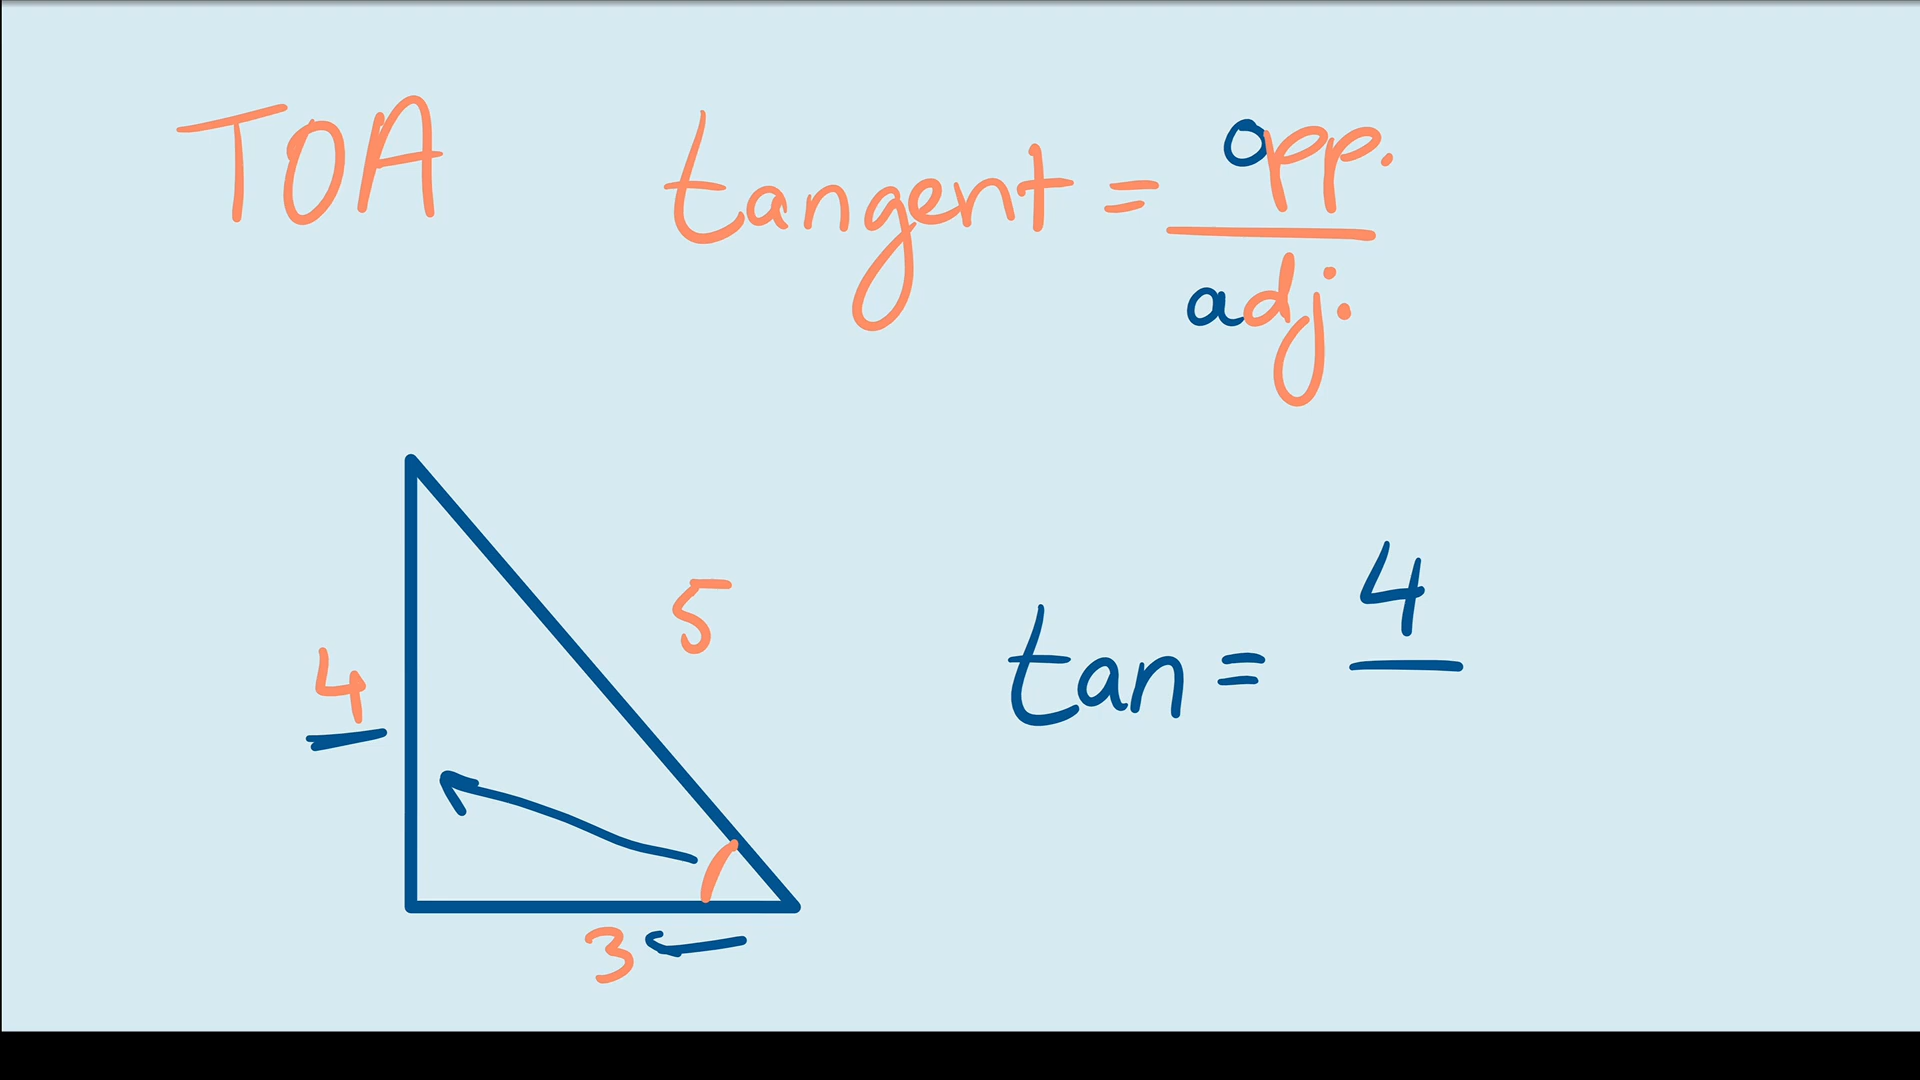 TOA
tangent = opp.
adj.
5
4
3
tan = 4